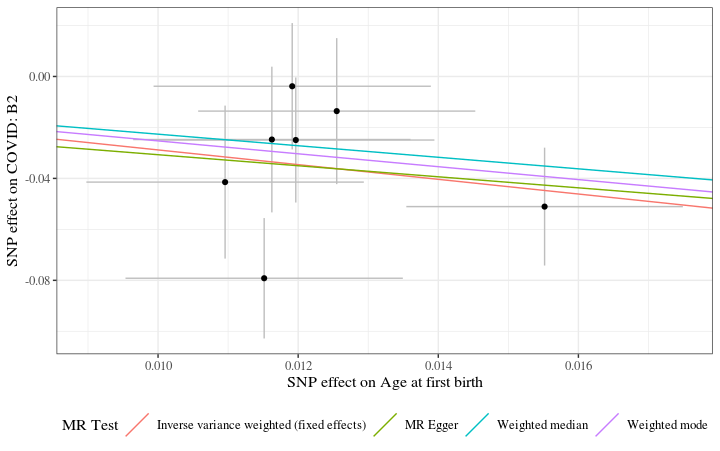 SNP effect on COVID: B2
0.00
-0.04
-0.08
0.010
0.012
0.014
0.016
SNP effect on Age at first birth
MR Test
Inverse variance weighted (fixed effects)
MR Egger
Weighted median
Weighted mode